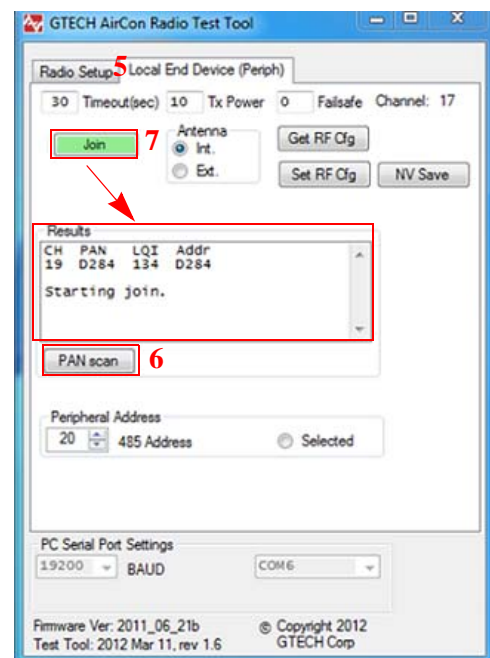 GTECH AirCon Radio Test Tool
Radio Setup 5 Local End Device (Periph)
30 Timeout(sec) 10 Tx Power 0 Failsafe Channel: 17
Join 7 Antenna Get RF Cfg
Int.
Ext. Set RF Cfg NV Save
Results
CH PAN LQI Addr
19 D284 134 D284
Starting join.
PAN scan 6
Peripheral Address
20 485 Address Selected
PC Serial Port Settings
19200 BAUD COM6
Firmware Ver: 2011_06_21b © Copyright 2012
Test Tool: 2012 Mar 11, rev 1.6 GTECH Corp